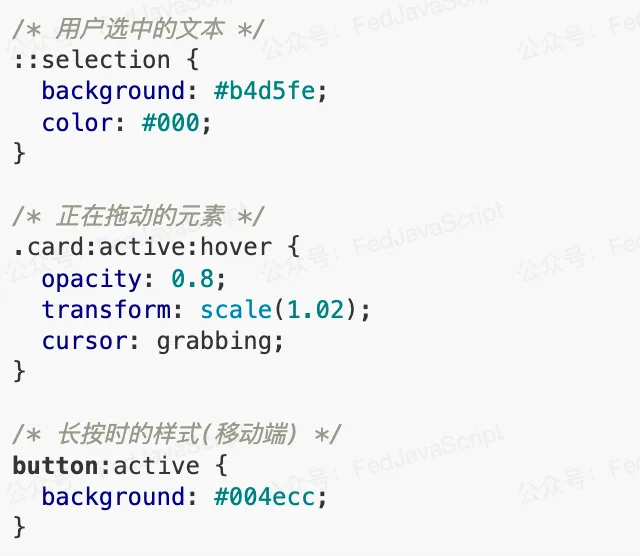 /* 用户选中的文本 */
::selection {
  background: #b4d5fe;
  color: #000;
}

/* 正在拖动的元素 */
.card:active:hover {
  opacity: 0.8;
  transform: scale(1.02);
  cursor: grabbing;
}

/* 长按时的样式(移动端) */
button:active {
  background: #004ecc;
}
公众号：FedJavaScript